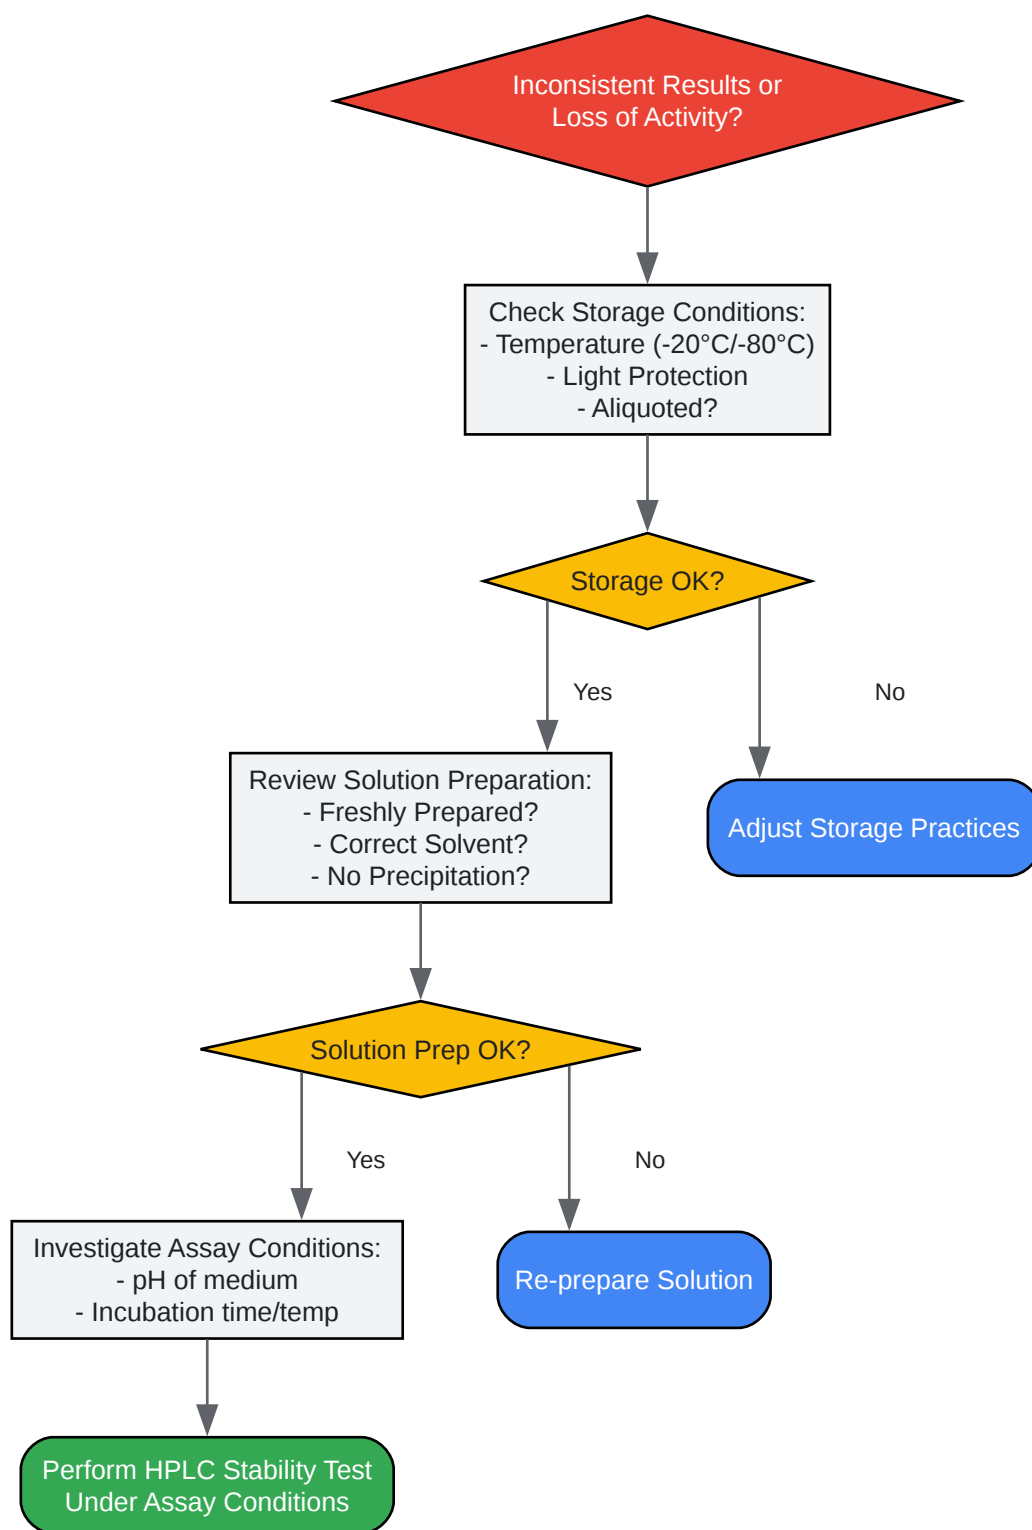 Inconsistent Results or
Loss of Activity?
Check Storage Conditions:
- Temperature (-20°C/-80°C)
- Light Protection
- Aliquoted?
Storage OK?
Yes
No
Review Solution Preparation:
- Freshly Prepared?
- Correct Solvent?
- No Precipitation?
Adjust Storage Practices
Solution Prep OK?
Yes
No
Investigate Assay Conditions:
- pH of medium
- Incubation time/temp
Re-prepare Solution
Perform HPLC Stability Test
Under Assay Conditions